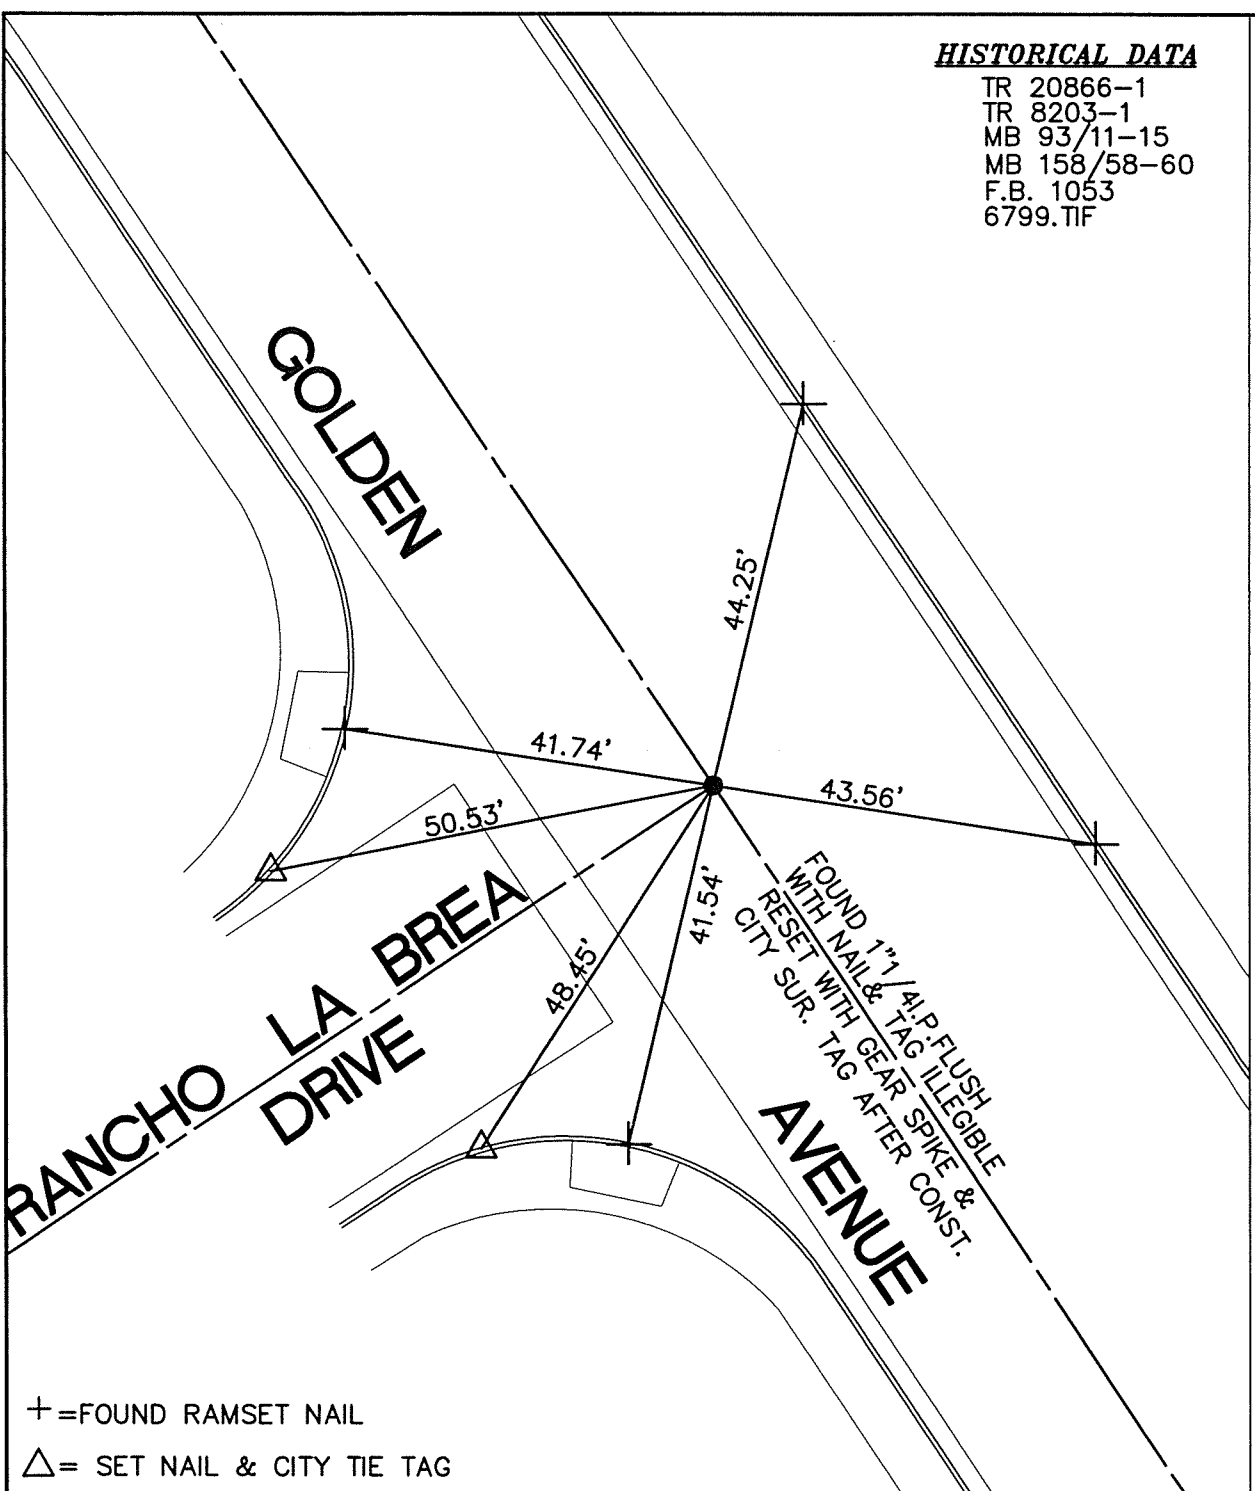 HISTORICAL DATA
TR 20866-1
TR 8203-1
MB 93/11-15
MB 158/58-60
F.B. 1053
6799.TIF
GOLDEN
44.25'
41.74'
43.56'
50.53'
41.54'
48.45'
FOUND 1"1/4I.P.FLUSH
WITH NAIL& TAG ILLEGIBLE
RESET WITH GEAR SPIKE &
CITY SUR. TAG AFTER CONST.
RANCHO LA BREA
DRIVE
AVENUE
+=FOUND RAMSET NAIL
△= SET NAIL & CITY TIE TAG